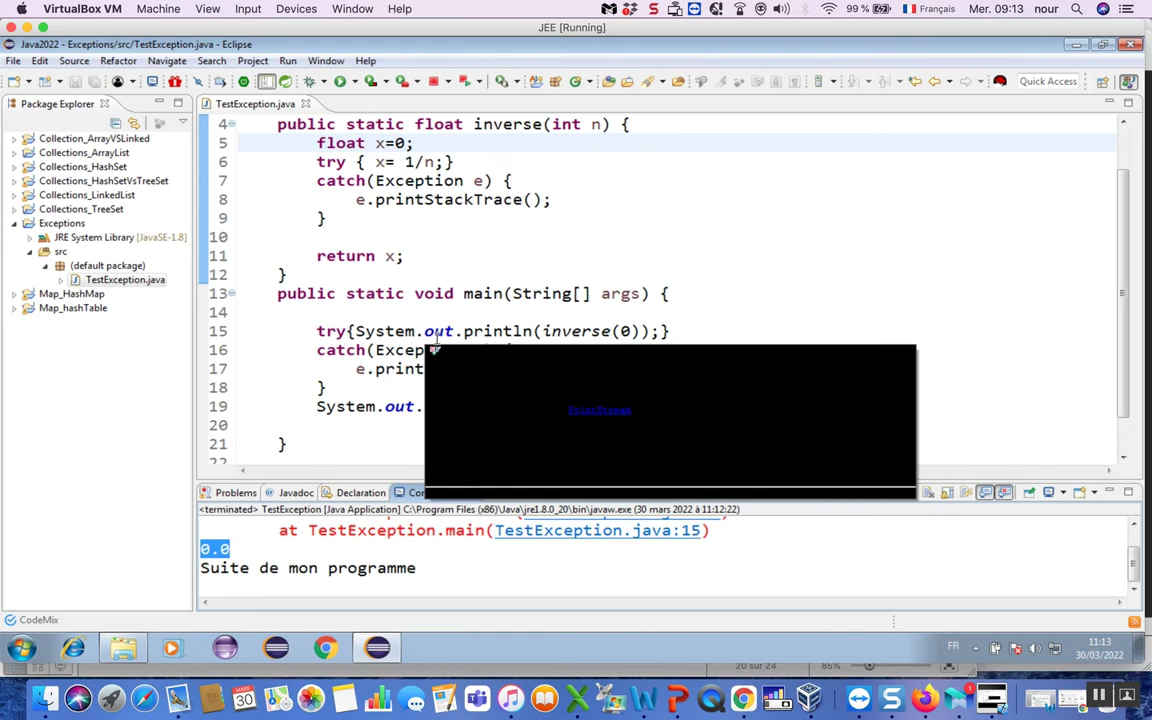 VirtualBox VM Machine View Input Devices Window Help 99 % Français Mer. 09:13 nour
JEE [Running]
Java2022 - Exceptions/src/TestException.java - Eclipse
File Edit Source Refactor Navigate Search Project Run Window Help
Quick Access
Package Explorer
TestException.java
Collection_ArrayVSLinked
Collections_ArrayList
Collections_HashSet
Collections_HashSetVsTreeSet
Collections_LinkedList
Collections_TreeSet
Exceptions
JRE System Library [JavaSE-1.8]
src
(default package)
TestException.java
Map_HashMap
Map_hashTable
4 public static float inverse(int n) {
5 float x=0;
6 try { x= 1/n;}
7 catch(Exception e) {
8 e.printStackTrace();
9 }
10
11 return x;
12 }
13 public static void main(String[] args) {
15 try{System.out.println(inverse(0));}
16 catch(Excep
17 e.print
18 }
19 System.out.
20
21 }
22
PrintStream
Problems Javadoc Declaration Con
<terminated> TestException [Java Application] C:\Program Files (x86)\Java\jre1.8.0_20\bin\javaw.exe (30 mars 2022 à 11:12:22)
at TestException.main(TestException.java:15)
0.0
Suite de mon programme
CodeMix
FR
11:13
30/03/2022
20 sur 24 85%